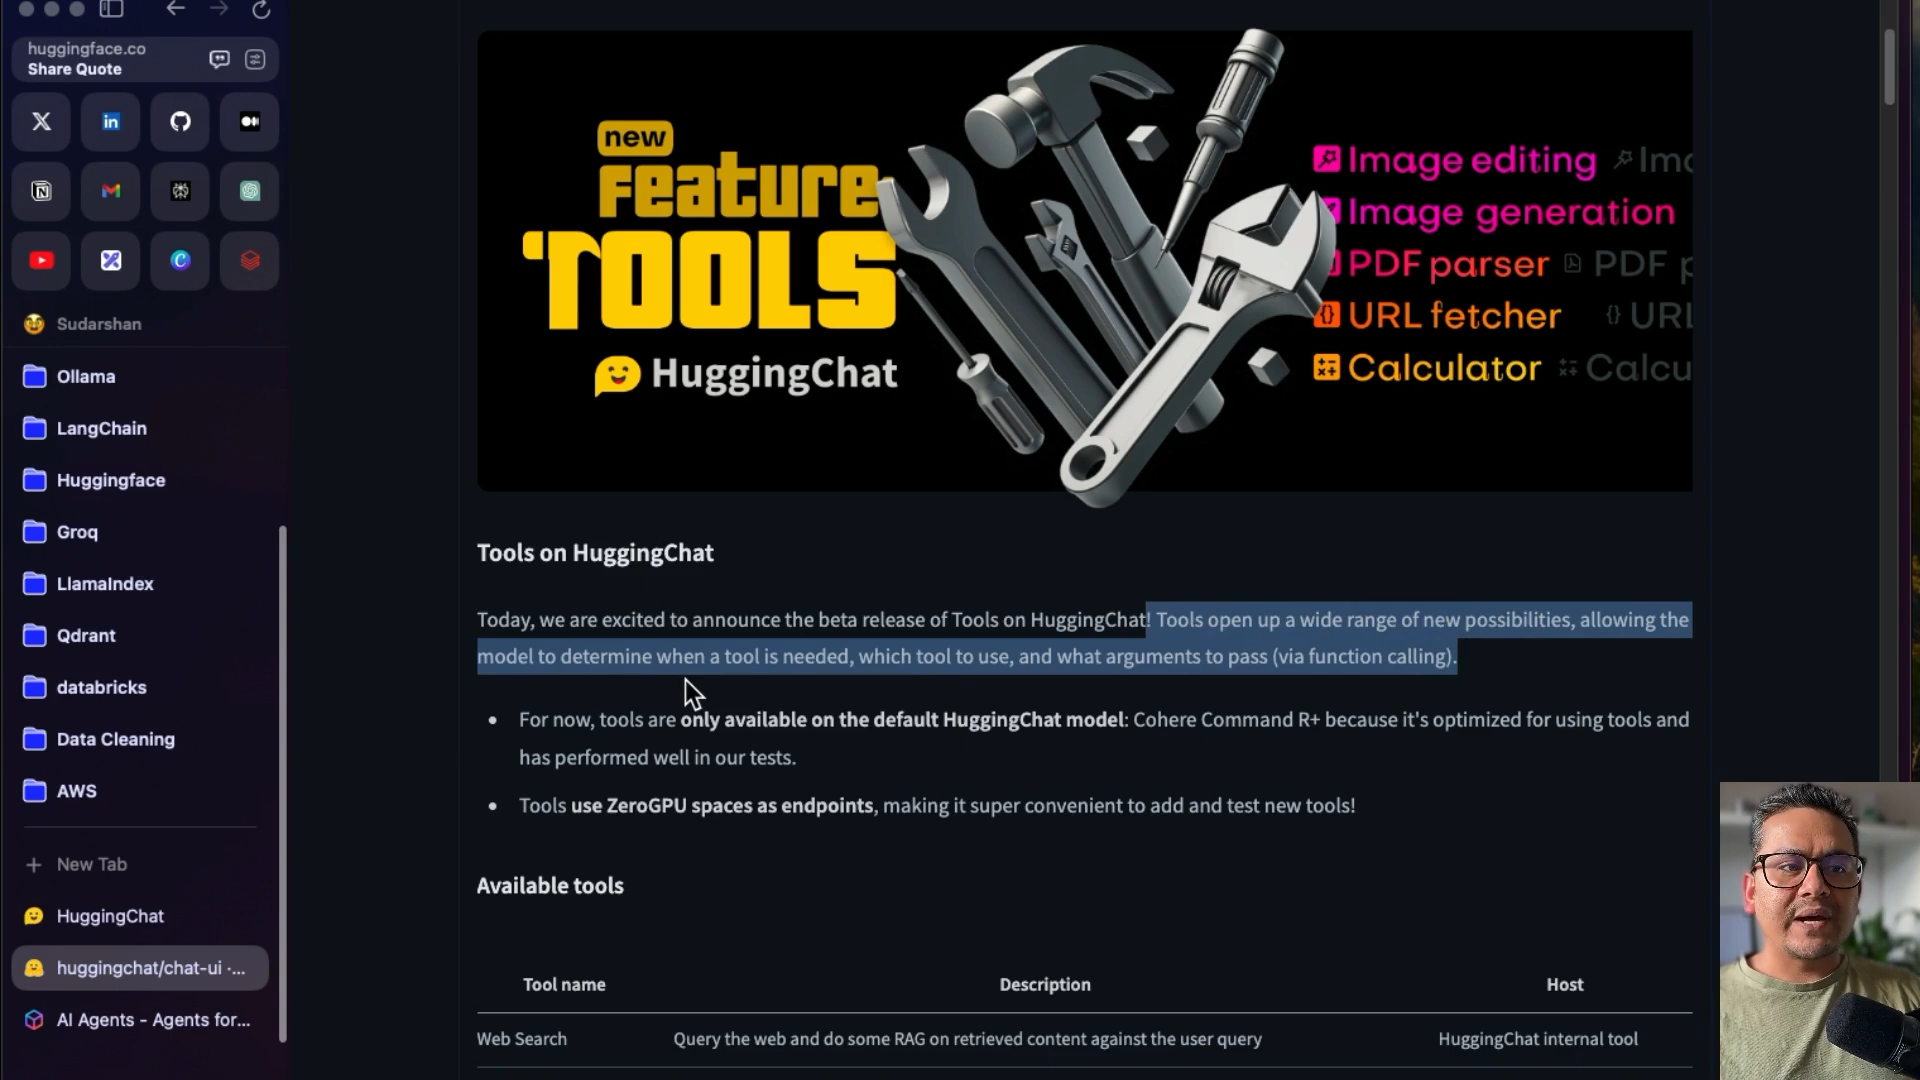 huggingface.co
Share Quote
Sudarshan
Ollama
LangChain
Huggingface
Groq
LlamaIndex
Qdrant
databricks
Data Cleaning
AWS
New Tab
HuggingChat
huggingchat/chat-ui ·...
AI Agents - Agents for...
new
Feature
TOOLS
HuggingChat
Image editing
Image generation
PDF parser PDF p
URL fetcher URL
Calculator Calcu
Tools on HuggingChat
Today, we are excited to announce the beta release of Tools on HuggingChat! Tools open up a wide range of new possibilities, allowing the
model to determine when a tool is needed, which tool to use, and what arguments to pass (via function calling).
• For now, tools are only available on the default HuggingChat model: Cohere Command R+ because it's optimized for using tools and
has performed well in our tests.
• Tools use ZeroGPU spaces as endpoints, making it super convenient to add and test new tools!
Available tools
Tool name Description Host
Web Search Query the web and do some RAG on retrieved content against the user query HuggingChat internal tool